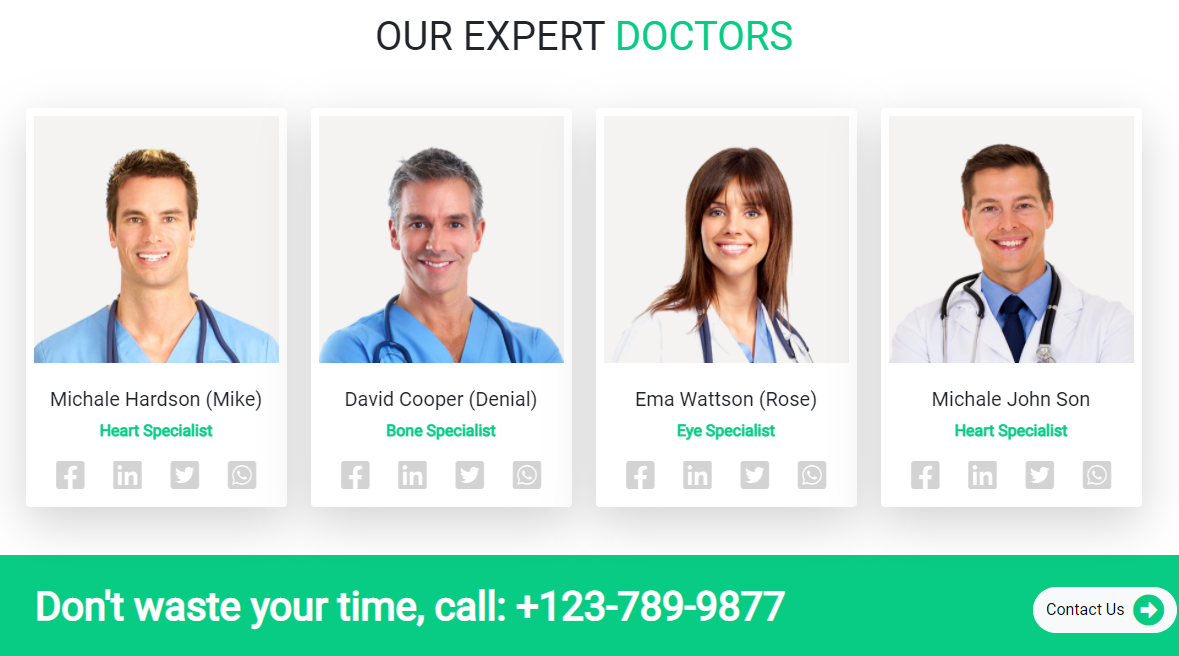 OUR EXPERT DOCTORS
Michale Hardson (Mike)
Heart Specialist
David Cooper (Denial)
Bone Specialist
Ema Wattson (Rose)
Eye Specialist
Michale John Son
Heart Specialist
Don't waste your time, call: +123-789-9877
Contact Us